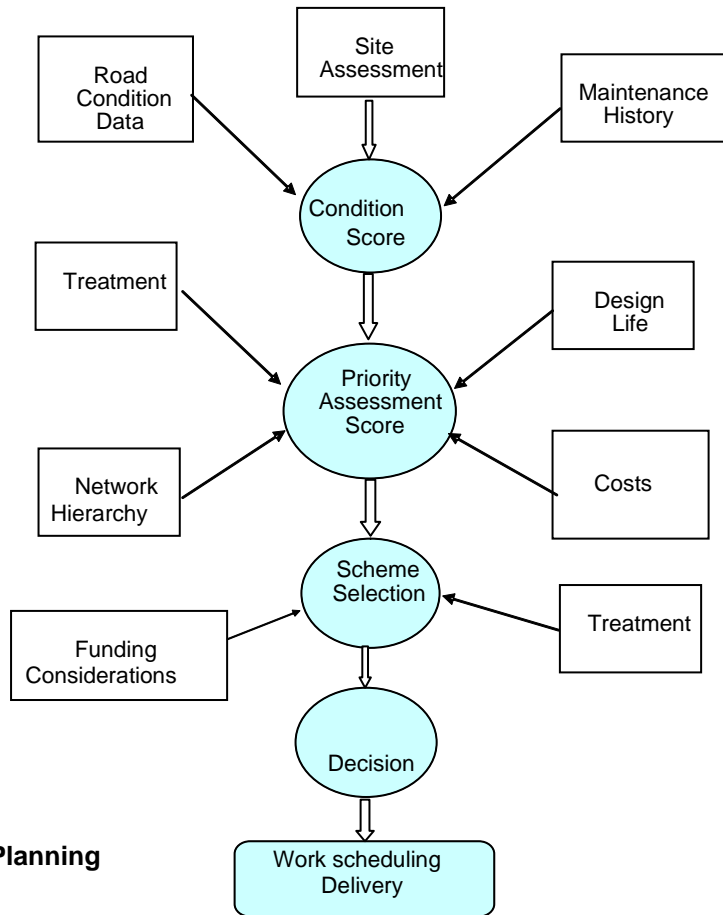 Site
Assessment
Road
Condition
Data
Maintenance
History
Condition
Score
Treatment
Design
Life
Priority
Assessment
Score
Network
Hierarchy
Costs
Scheme
Selection
Treatment
Funding
Considerations
Decision
Planning
Work scheduling
Delivery